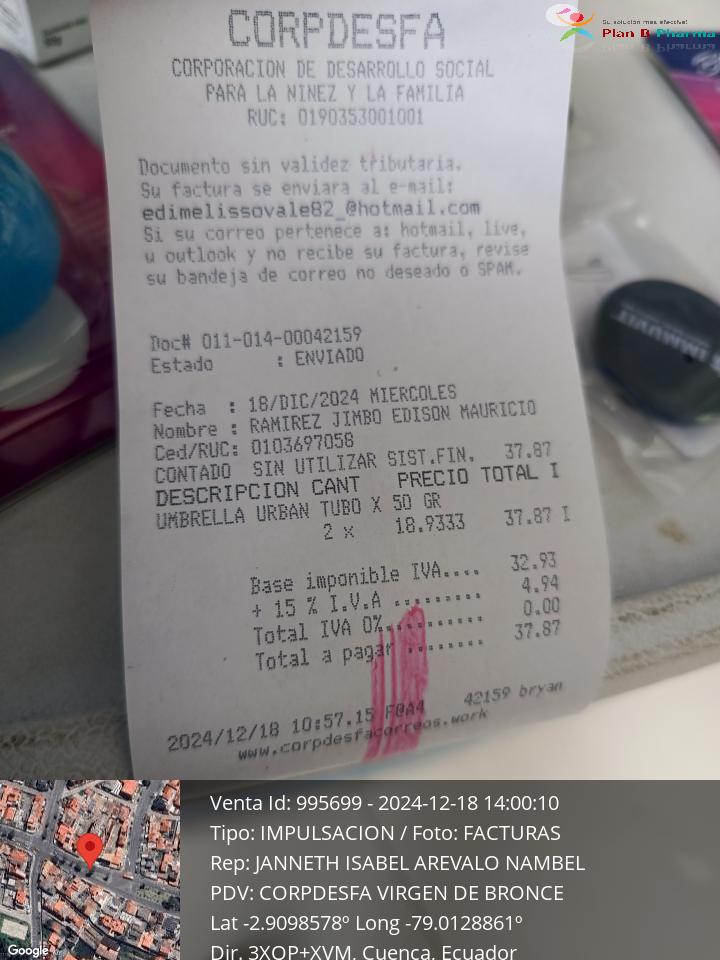 Su solución más efectiva!
Plan B Pharma
CORPDESFA
CORPORACION DE DESARROLLO SOCIAL
PARA LA NINEZ Y LA FAMILIA
RUC: 0190353001001
Documento sin validez tributaria.
Su factura se enviara al e-mail:
edimelissovale82_@hotmail.com
Si su correo pertenece a: hotmail, live,
u outlook y no recibe su factura, revise
su bandeja de correo no deseado o SPAM.
Doc# 011-014-00042159
Estado : ENVIADO
Fecha : 18/DIC/2024 MIERCOLES
Nombre : RAMIREZ JIMBO EDISON MAURICIO
Ced/RUC: 0103697058
CONTADO SIN UTILIZAR SIST.FIN. 37.87
DESCRIPCION CANT PRECIO TOTAL I
UMBRELLA URBAN TUBO X 50 GR
2 x 18.9333 37.87 I
Base imponible IVA.... 32.93
+ 15 % I.V.A ......... 4.94
Total IVA 0%.......... 0.00
Total a pagar ........ 37.87
2024/12/18 10:57.15 F@A4 42159 bryan
www.corpdesfacorreos.work
Venta Id: 995699 - 2024-12-18 14:00:10
Tipo: IMPULSACION / Foto: FACTURAS
Rep: JANNETH ISABEL AREVALO NAMBEL
PDV: CORPDESFA VIRGEN DE BRONCE
Lat -2.9098578º Long -79.0128861º
Dir. 3XQP+XVM, Cuenca, Ecuador
Google